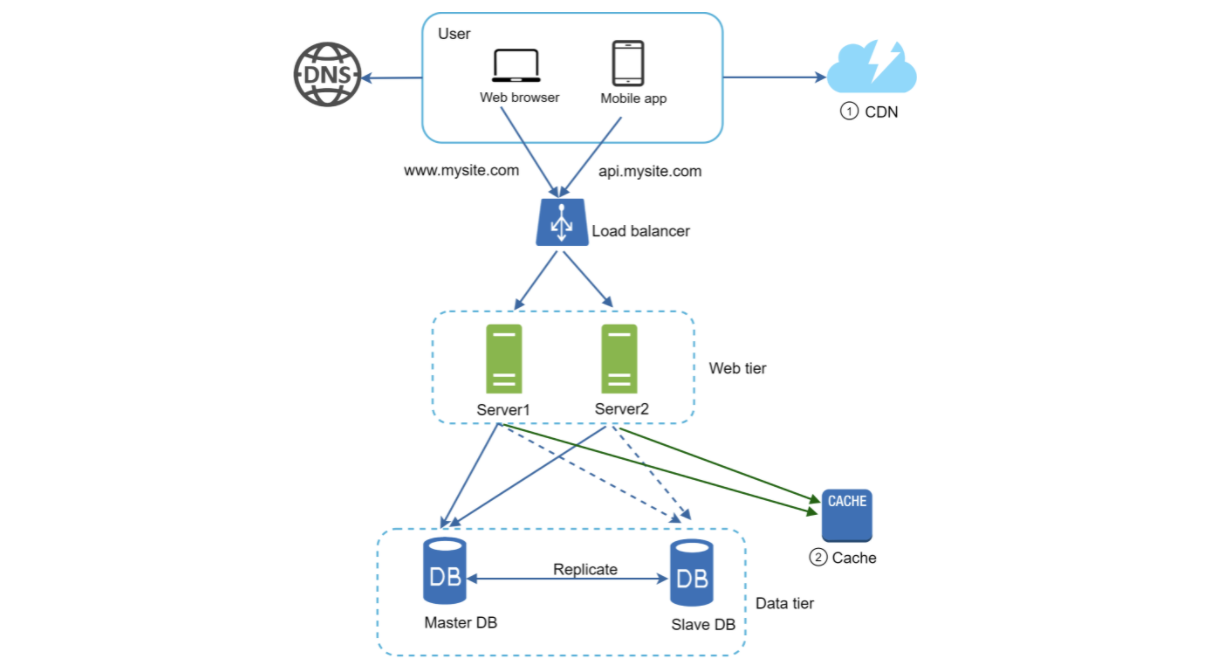 User
DNS
Web browser
Mobile app
1 CDN
www.mysite.com
api.mysite.com
Load balancer
Web tier
Server1
Server2
CACHE
2 Cache
Replicate
DB
DB
Data tier
Master DB
Slave DB